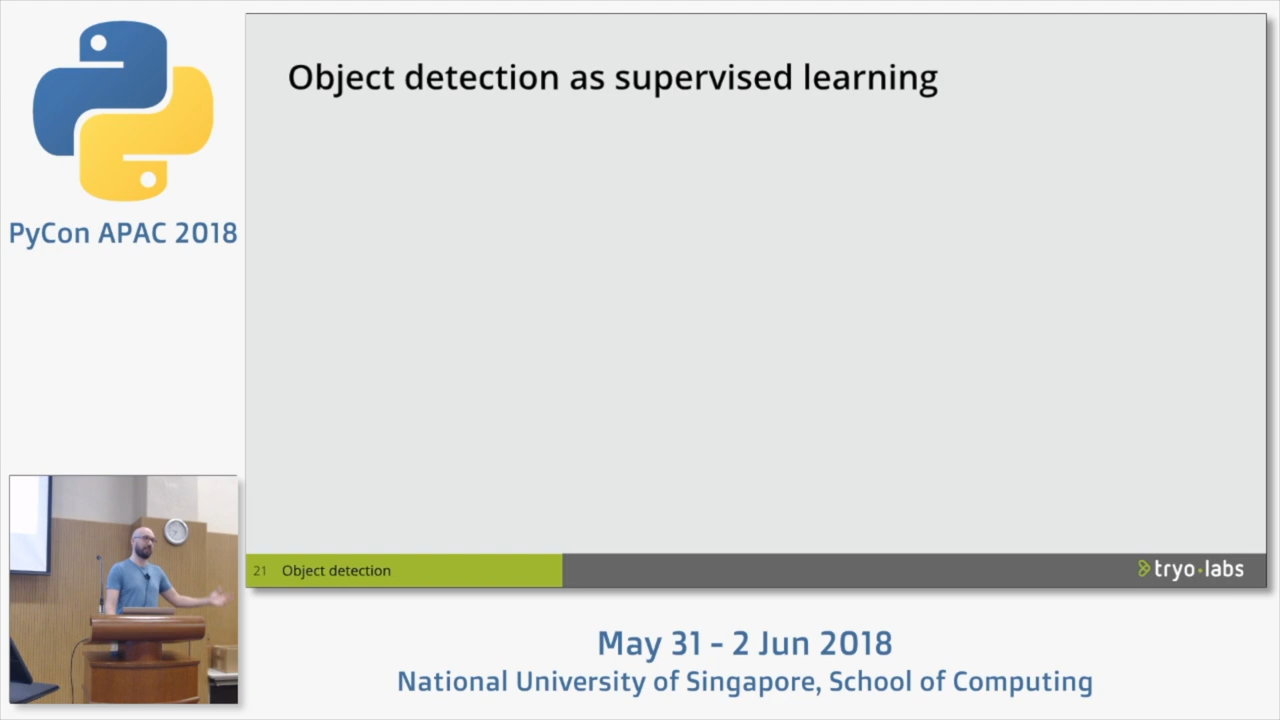 PyCon APAC 2018
Object detection as supervised learning
21 Object detection
tryo·labs
May 31 - 2 Jun 2018
National University of Singapore, School of Computing